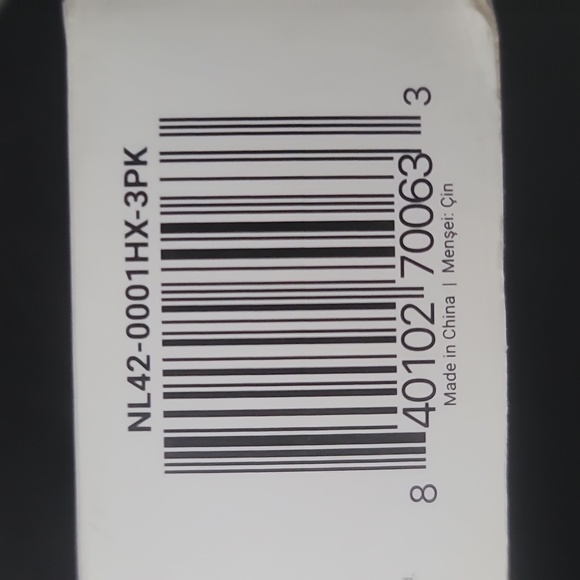 NL42-0001HX-3PK
8 40102 70063 3
Made in China | Menşei: Çin